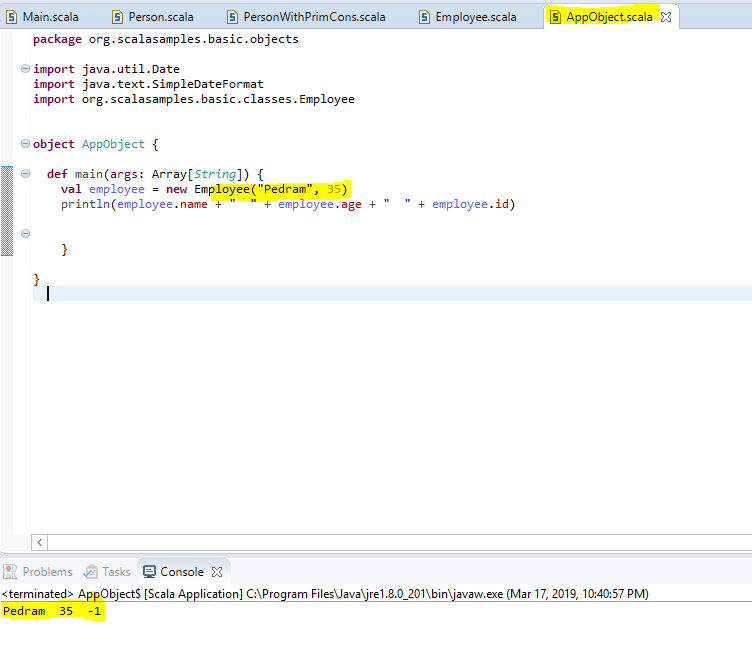 Main.scala Person.scala PersonWithPrimCons.scala Employee.scala AppObject.scala
package org.scalasamples.basic.objects
import java.util.Date
import java.text.SimpleDateFormat
import org.scalasamples.basic.classes.Employee
object AppObject {
def main(args: Array[String]) {
val employee = new Employee("Pedram", 35)
println(employee.name + "  " + employee.age + "  " + employee.id)
}
}
Problems Tasks Console
<terminated> AppObject$ [Scala Application] C:\Program Files\Java\jre1.8.0_201\bin\javaw.exe (Mar 17, 2019, 10:40:57 PM)
Pedram  35  -1